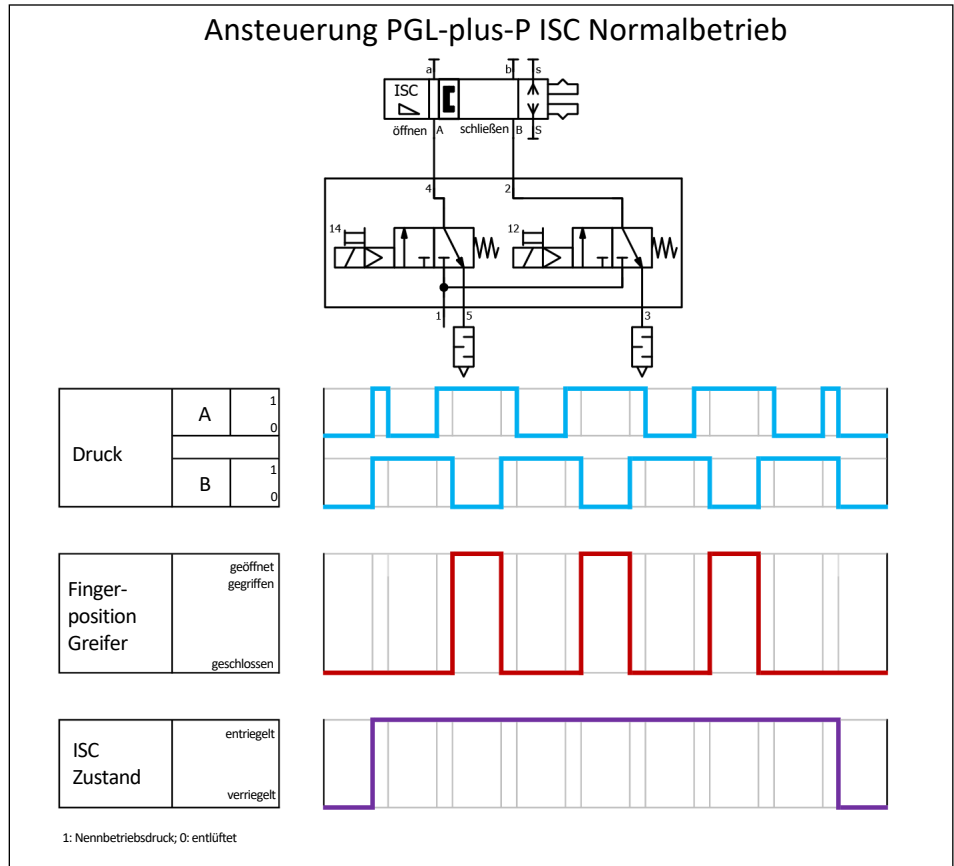 Ansteuerung PGL-plus-P ISC Normalbetrieb
a b s
ISC
öffnen A schließen B S
4 2
14 12
1 5 3
Druck
A 1
0
B 1
0
Finger-
position
Greifer
geöffnet
gegriffen
geschlossen
ISC
Zustand
entriegelt
verriegelt
1: Nennbetriebsdruck; 0: entlüftet